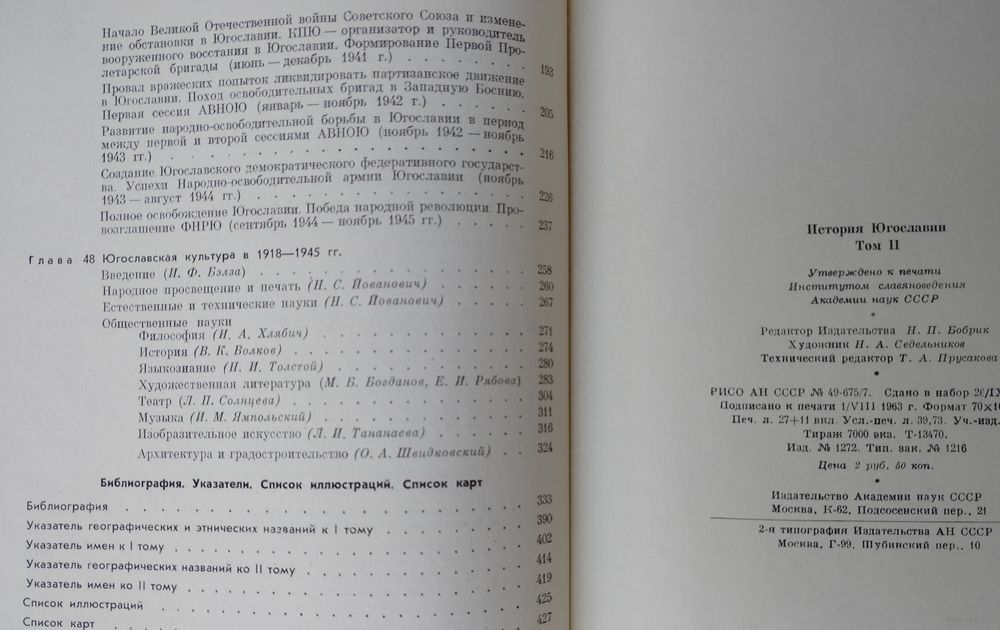 Начало Великой Отечественной войны Советского Союза и измене-
ние обстановки в Югославии. КПЮ — организатор и руководитель
вооруженного восстания в Югославии. Формирование Первой Про-
летарской бригады (июнь — декабрь 1941 г.) . . . . . . . . 193
Провал вражеских попыток ликвидировать партизанское движение
в Югославии. Поход освободительных бригад в Западную Боснию.
Первая сессия АВНОЮ (январь — ноябрь 1942 г.) . . . . . . 205
Развитие народно-освободительной борьбы в Югославии в период
между первой и второй сессиями АВНОЮ (ноябрь 1942 — ноябрь
1943 гг.) . . . . . . . . . . . . . . . . 216
Создание Югославского демократического федеративного государст-
ва. Успехи Народно-освободительной армии Югославии (ноябрь
1943 — август 1944 гг.) . . . . . . . . . . . . 226
Полное освобождение Югославии. Победа народной революции. Про-
возглашение ФНРЮ (сентябрь 1944 — ноябрь 1945 гг.) . . . . . 237
Глава 48 Югославская культура в 1918—1945 гг.
Введение (И. Ф. Бэлза) . . . . . . . . . . . . 258
Народное просвещение и печать (И. С. Йованович) . . . . . 260
Естественные и технические науки (И. С. Йованович) . . . . 267
Общественные науки
Философия (И. А. Хлябич) . . . . . . . . . . 271
История (В. К. Волков) . . . . . . . . . . . 274
Языкознание (Н. И. Толстой) . . . . . . . . . 280
Художественная литература (М. Б. Богданов, Е. И. Рябова) 283
Театр (Л. П. Солнцева) . . . . . . . . . . . 304
Музыка (И. М. Ямпольский) . . . . . . . . . . 311
Изобразительное искусство (Л. И. Тананаева) . . . . . . 316
Архитектура и градостроительство (О. А. Швидковский) . . 324
Библиография. Указатели. Список иллюстраций. Список карт
Библиография . . . . . . . . . . . . . . . . 333
Указатель географических и этнических названий к I тому . . . . . . 390
Указатель имен к I тому . . . . . . . . . . . . . . 402
Указатель географических названий ко II тому . . . . . . . . . 414
Указатель имен ко II тому . . . . . . . . . . . . . 419
Список иллюстраций . . . . . . . . . . . . . . 425
Список карт . . . . . . . . . . . . . . . . 427
История Югославии
Том II
Утверждено к печати
Институтом славяноведения
Академии наук СССР
*
Редактор Издательства Н. П. Бобрик
Художник Н. А. Седельников
Технический редактор Т. А. Прусакова
*
РИСО АН СССР № 49-675/7. Сдано в набор 20/IX
Подписано к печати 1/VIII 1963 г. Формат 70×10
Печ. л. 27+11 вкл. Усл.-печ. л. 39,73. Уч.-изд.
Тираж 7000 экз. Т-13470.
Изд. № 1272. Тип. зак. № 1216
Цена 2 руб. 50 коп.
*
Издательство Академии наук СССР
Москва, К-62, Подсосенский пер., 21
2-я типография Издательства АН СССР
Москва, Г-99, Шубинский пер., 10